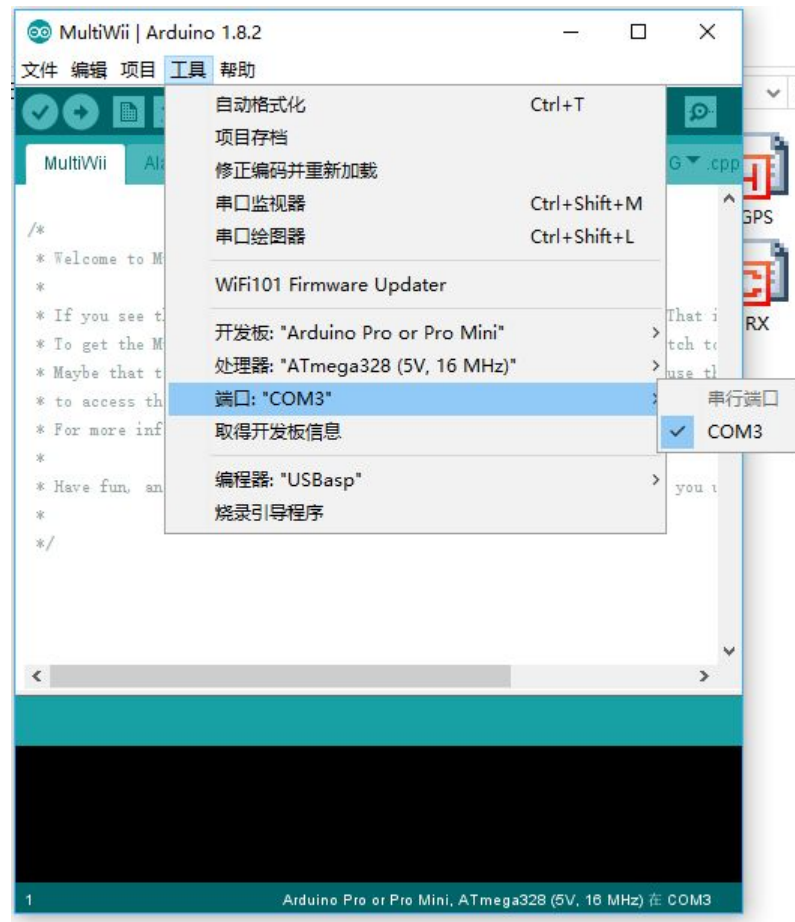 MultiWii | Arduino 1.8.2
文件 编辑 项目 工具 帮助
自动格式化 Ctrl+T
项目存档
修正编码并重新加载
串口监视器 Ctrl+Shift+M
串口绘图器 Ctrl+Shift+L
WiFi101 Firmware Updater
开发板: "Arduino Pro or Pro Mini"
处理器: "ATmega328 (5V, 16 MHz)"
端口: "COM3"
取得开发板信息
编程器: "USBasp"
烧录引导程序
串行端口
COM3
MultiWii
G .cpp
/*
* Welcome to M
*
* If you see That i
* To get the M
* Maybe that t
* to access th
* For more inf
*
* Have fun, an you
*
*/
GPS
RX
1 Arduino Pro or Pro Mini, ATmega328 (5V, 16 MHz) 在 COM3